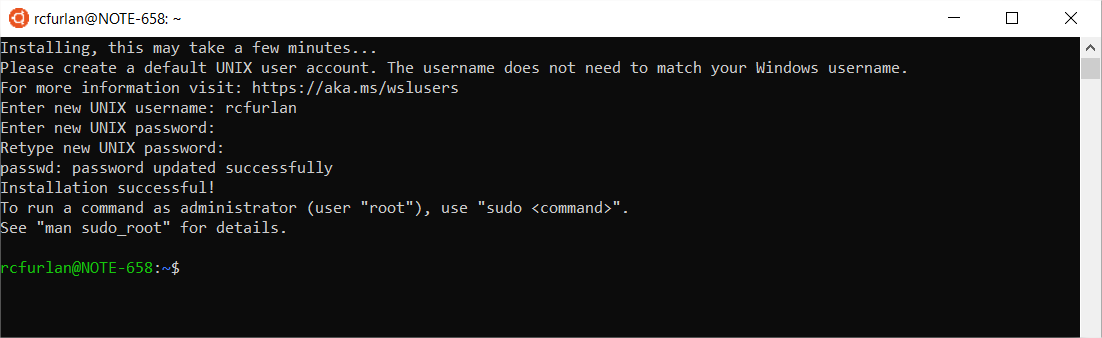 rcfurlan@NOTE-658: ~
Installing, this may take a few minutes...
Please create a default UNIX user account. The username does not need to match your Windows username.
For more information visit: https://aka.ms/wslusers
Enter new UNIX username: rcfurlan
Enter new UNIX password:
Retype new UNIX password:
passwd: password updated successfully
Installation successful!
To run a command as administrator (user "root"), use "sudo <command>".
See "man sudo_root" for details.
rcfurlan@NOTE-658:~$